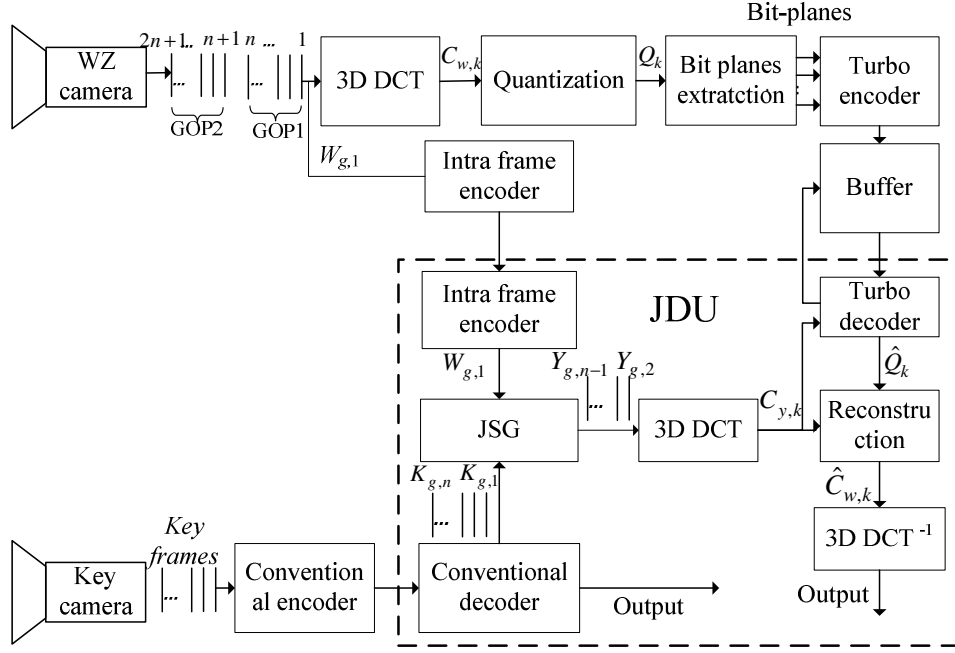 Bit-planes
2n+1... n+1 n ... 1
WZ
camera
...
...
GOP2
GOP1
3D DCT
C_{w,k}
Quantization
Q_k
Bit planes
extratction
Turbo
encoder
W_{g,1}
Intra frame
encoder
Buffer
Intra frame
encoder
JDU
Turbo
decoder
W_{g,1}
Y_{g,n−1} Y_{g,2}
...
Q̂_k
JSG
3D DCT
C_{y,k}
Reconstru
ction
K_{g,n} K_{g,1}
...
Ĉ_{w,k}
3D DCT⁻¹
Key
frames
...
Key
camera
Convention
al encoder
Conventional
decoder
Output
Output